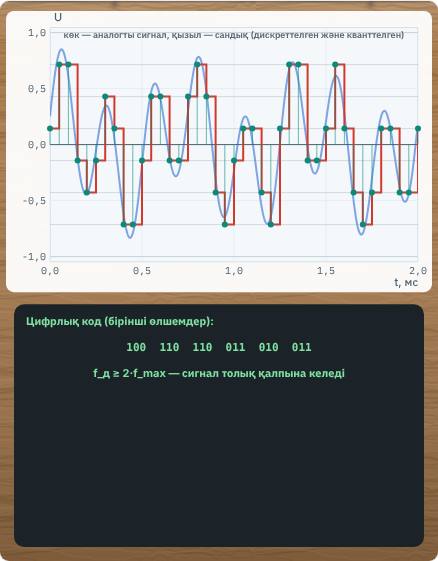 U
көк — аналогты сигнал, қызыл — сандық (дискреттелген және квантталған)
1,0
0,5
0,0
-0,5
-1,0
0,0 0,5 1,0 1,5 2,0
t, мс
Цифрлық код (бірінші өлшемдер):
100 110 110 011 010 011
f_д ≥ 2·f_max — сигнал толық қалпына келеді